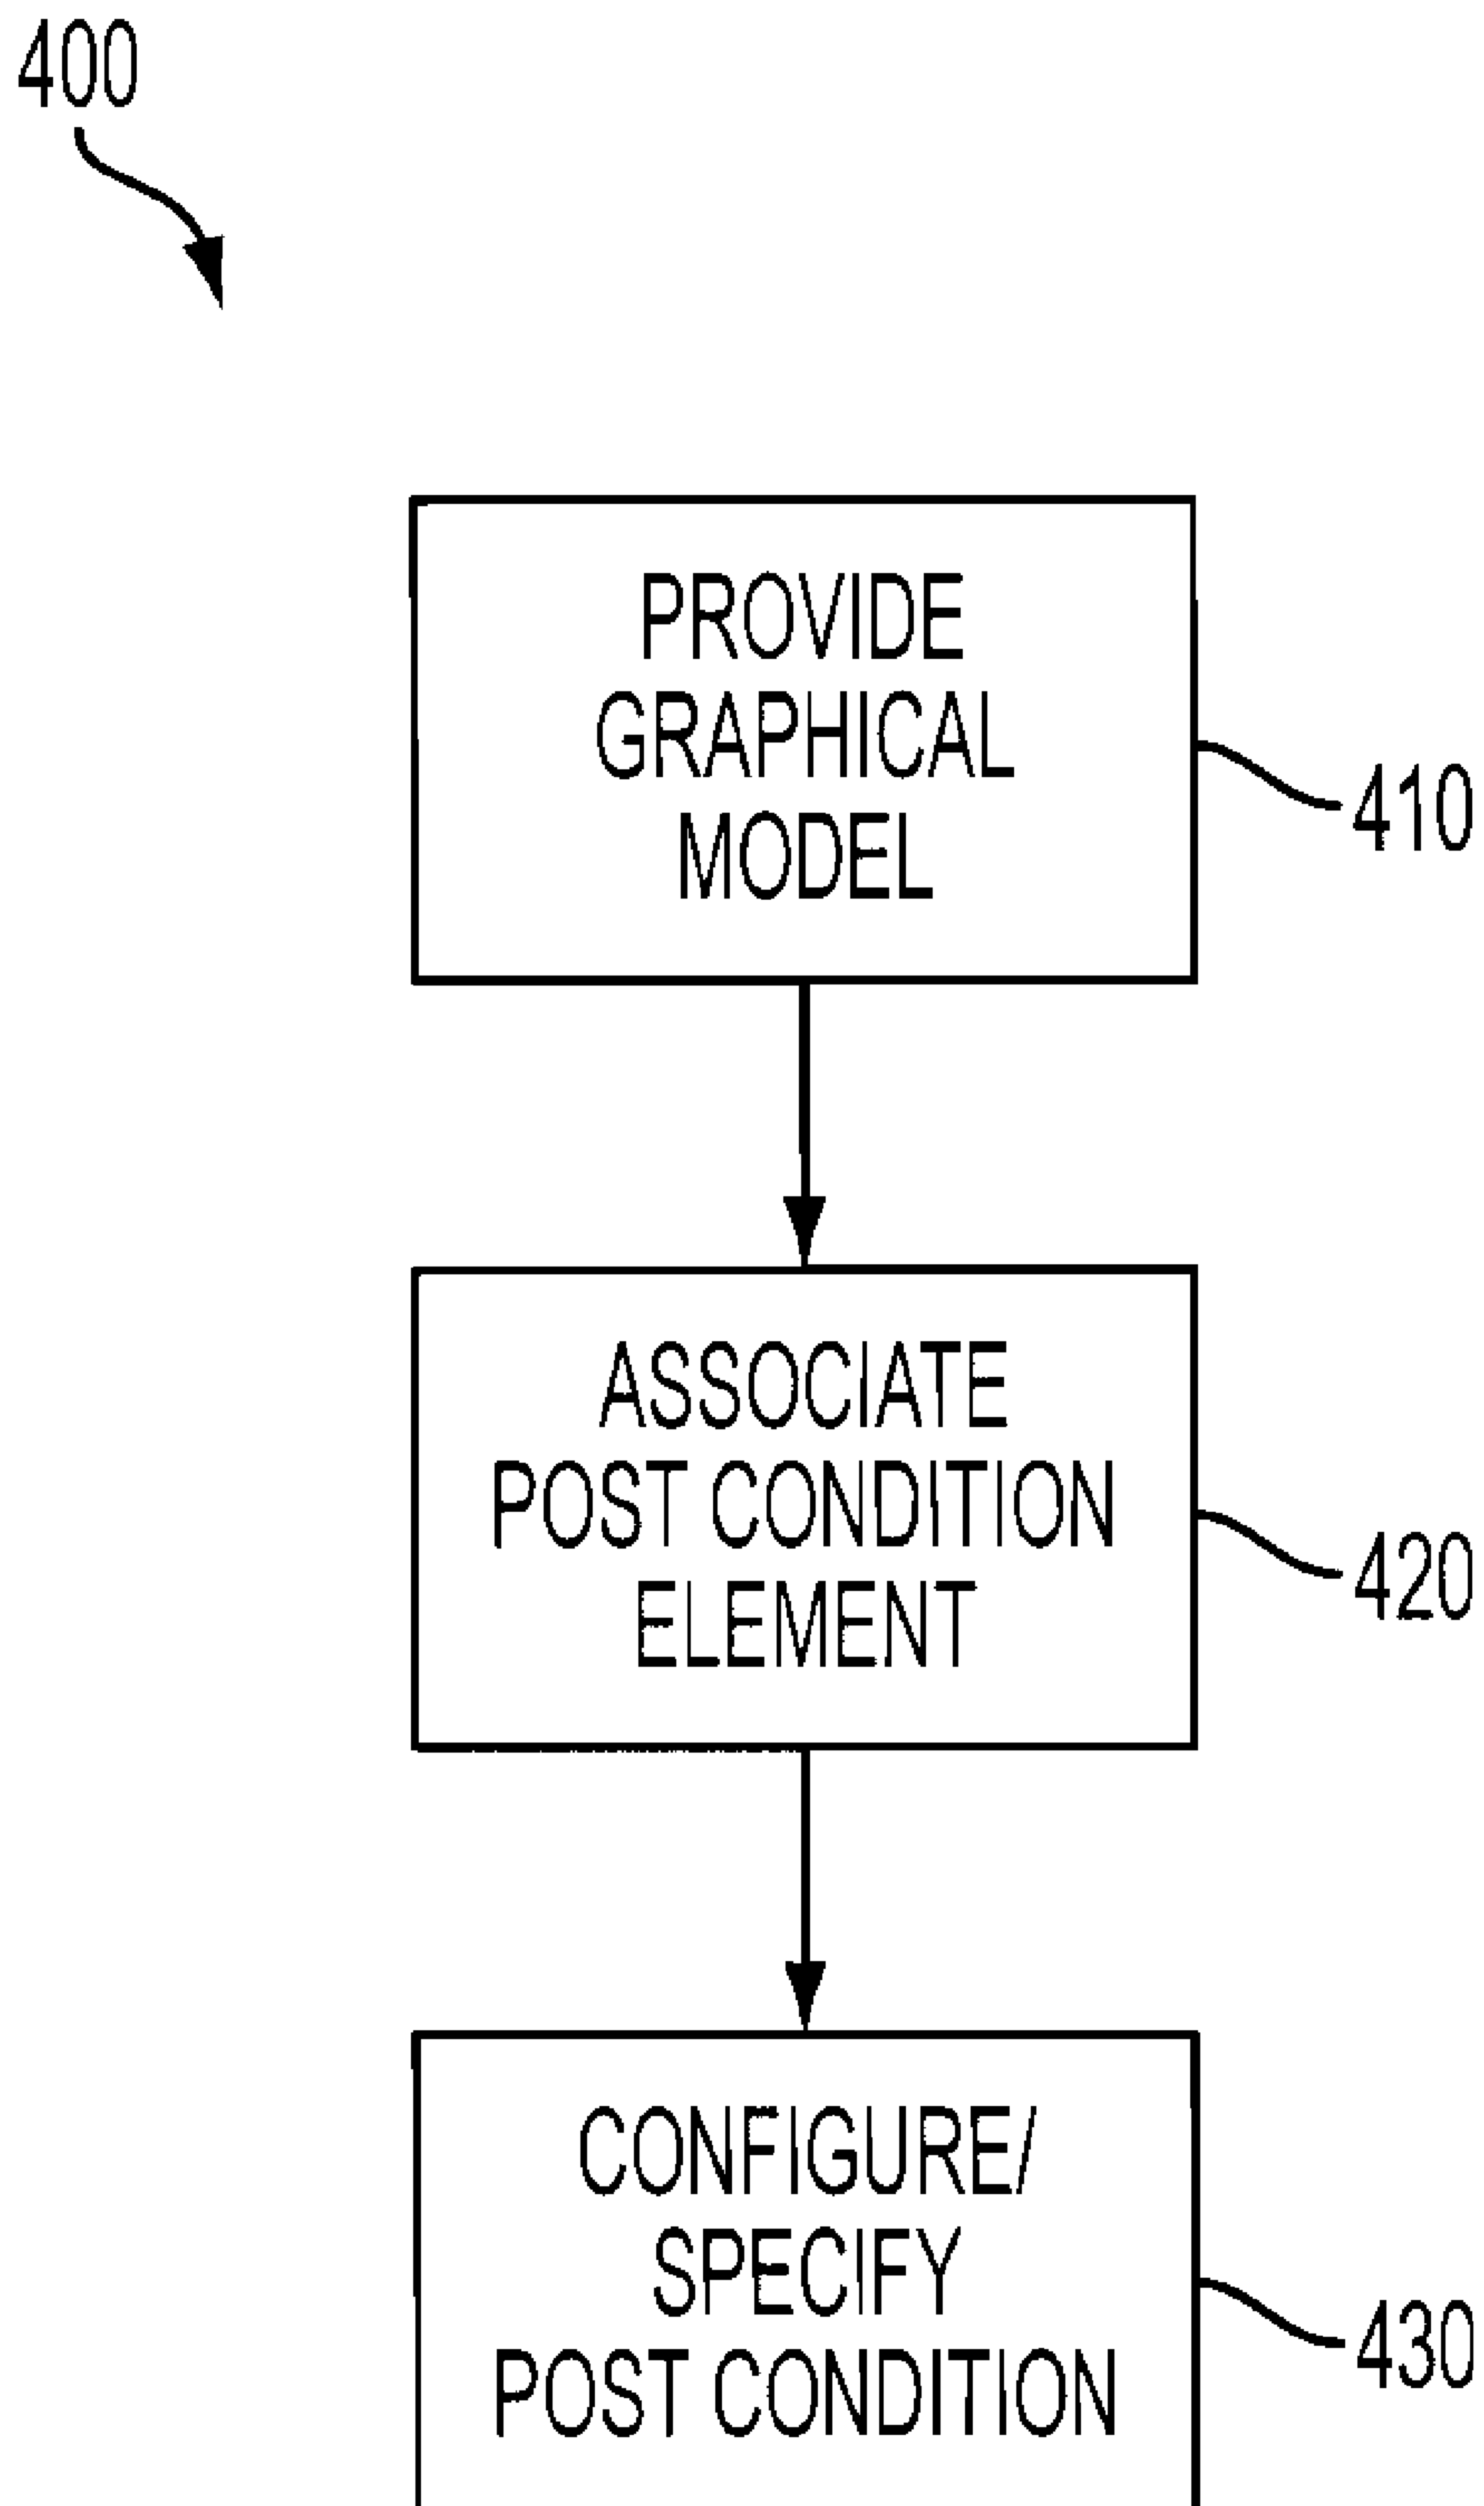 400
PROVIDE
GRAPHICAL
MODEL
410
ASSOCIATE
POST CONDITION
ELEMENT
420
CONFIGURE/
SPECIFY
POST CONDITION
430